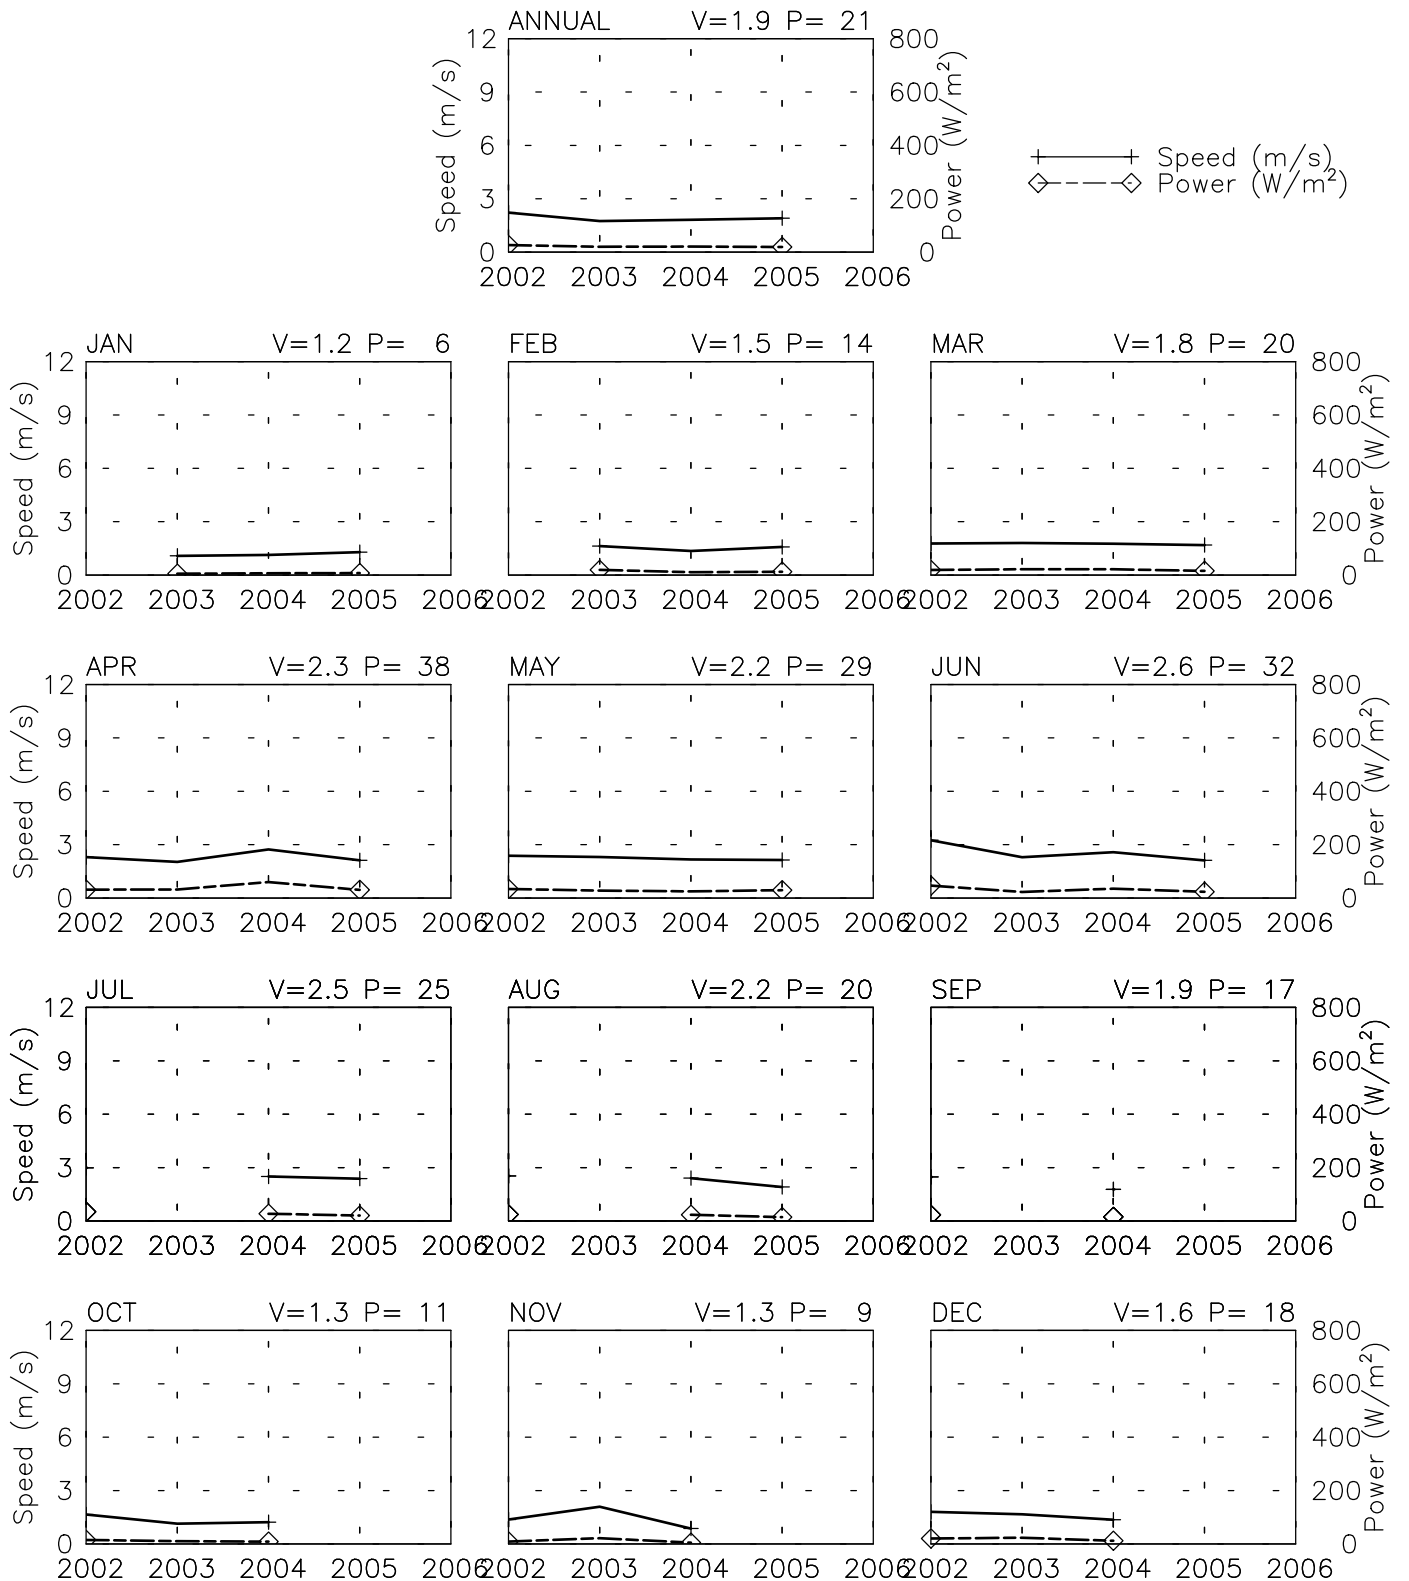 ANNUAL V=1.9 P= 21
12 800
9 600
6 400
3 200
0 0
Speed (m/s)
Power (W/m²)
2002 2003 2004 2005 2006
Speed (m/s)
Power (W/m²)
JAN V=1.2 P= 6 FEB V=1.5 P= 14 MAR V=1.8 P= 20
12 800
9 600
6 400
3 200
0 0
Speed (m/s)
Power (W/m²)
2002 2003 2004 2005 2006 2002 2003 2004 2005 2006 2002 2003 2004 2005 2006
APR V=2.3 P= 38 MAY V=2.2 P= 29 JUN V=2.6 P= 32
12 800
9 600
6 400
3 200
0 0
Speed (m/s)
Power (W/m²)
2002 2003 2004 2005 2006 2002 2003 2004 2005 2006 2002 2003 2004 2005 2006
JUL V=2.5 P= 25 AUG V=2.2 P= 20 SEP V=1.9 P= 17
12 800
9 600
6 400
3 200
0 0
Speed (m/s)
Power (W/m²)
2002 2003 2004 2005 2006 2002 2003 2004 2005 2006 2002 2003 2004 2005 2006
OCT V=1.3 P= 11 NOV V=1.3 P= 9 DEC V=1.6 P= 18
12 800
9 600
6 400
3 200
0 0
Speed (m/s)
Power (W/m²)
2002 2003 2004 2005 2006 2002 2003 2004 2005 2006 2002 2003 2004 2005 2006